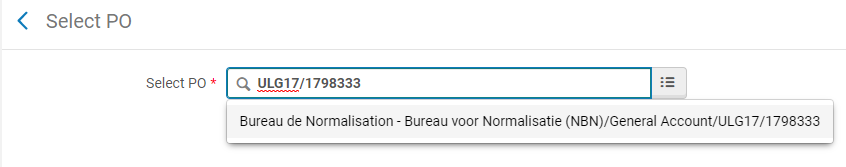 Select PO
Select PO * ULG17/1798333
Bureau de Normalisation - Bureau voor Normalisatie (NBN)/General Account/ULG17/1798333